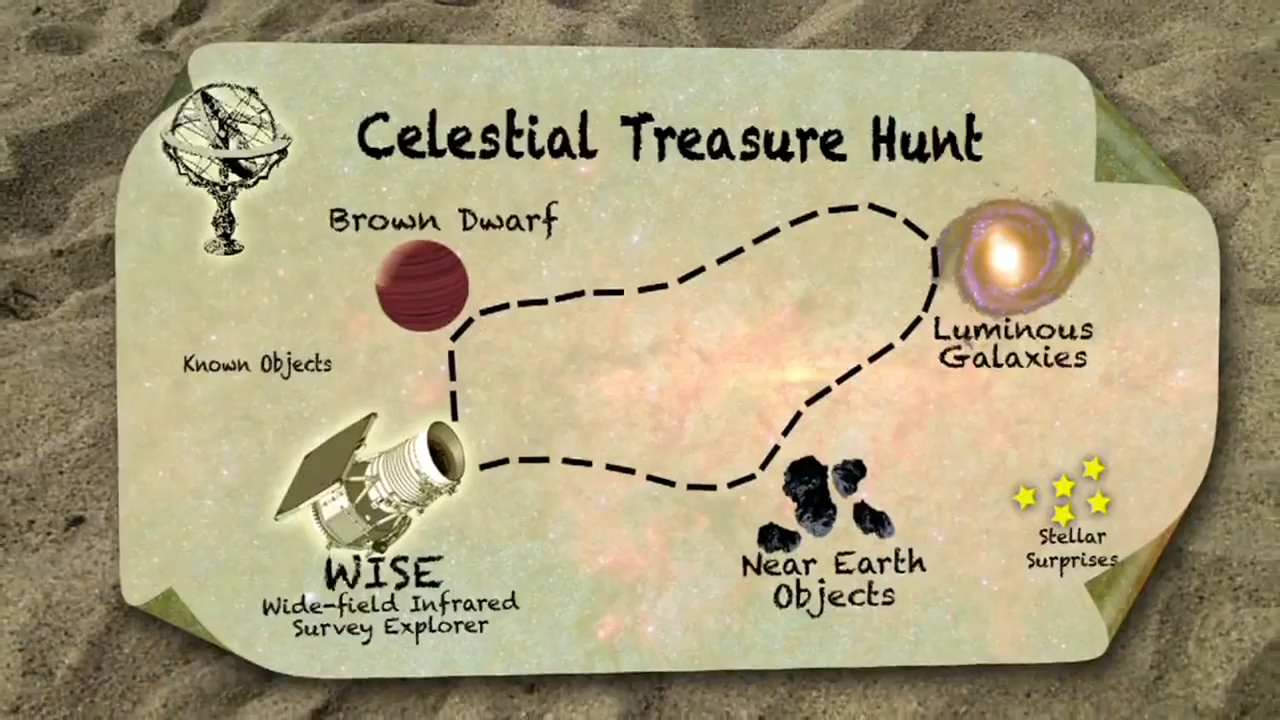 Celestial Treasure Hunt
Brown Dwarf
Luminous
Galaxies
Known Objects
WISE
Wide-field Infrared
Survey Explorer
Near Earth
Objects
Stellar
Surprises